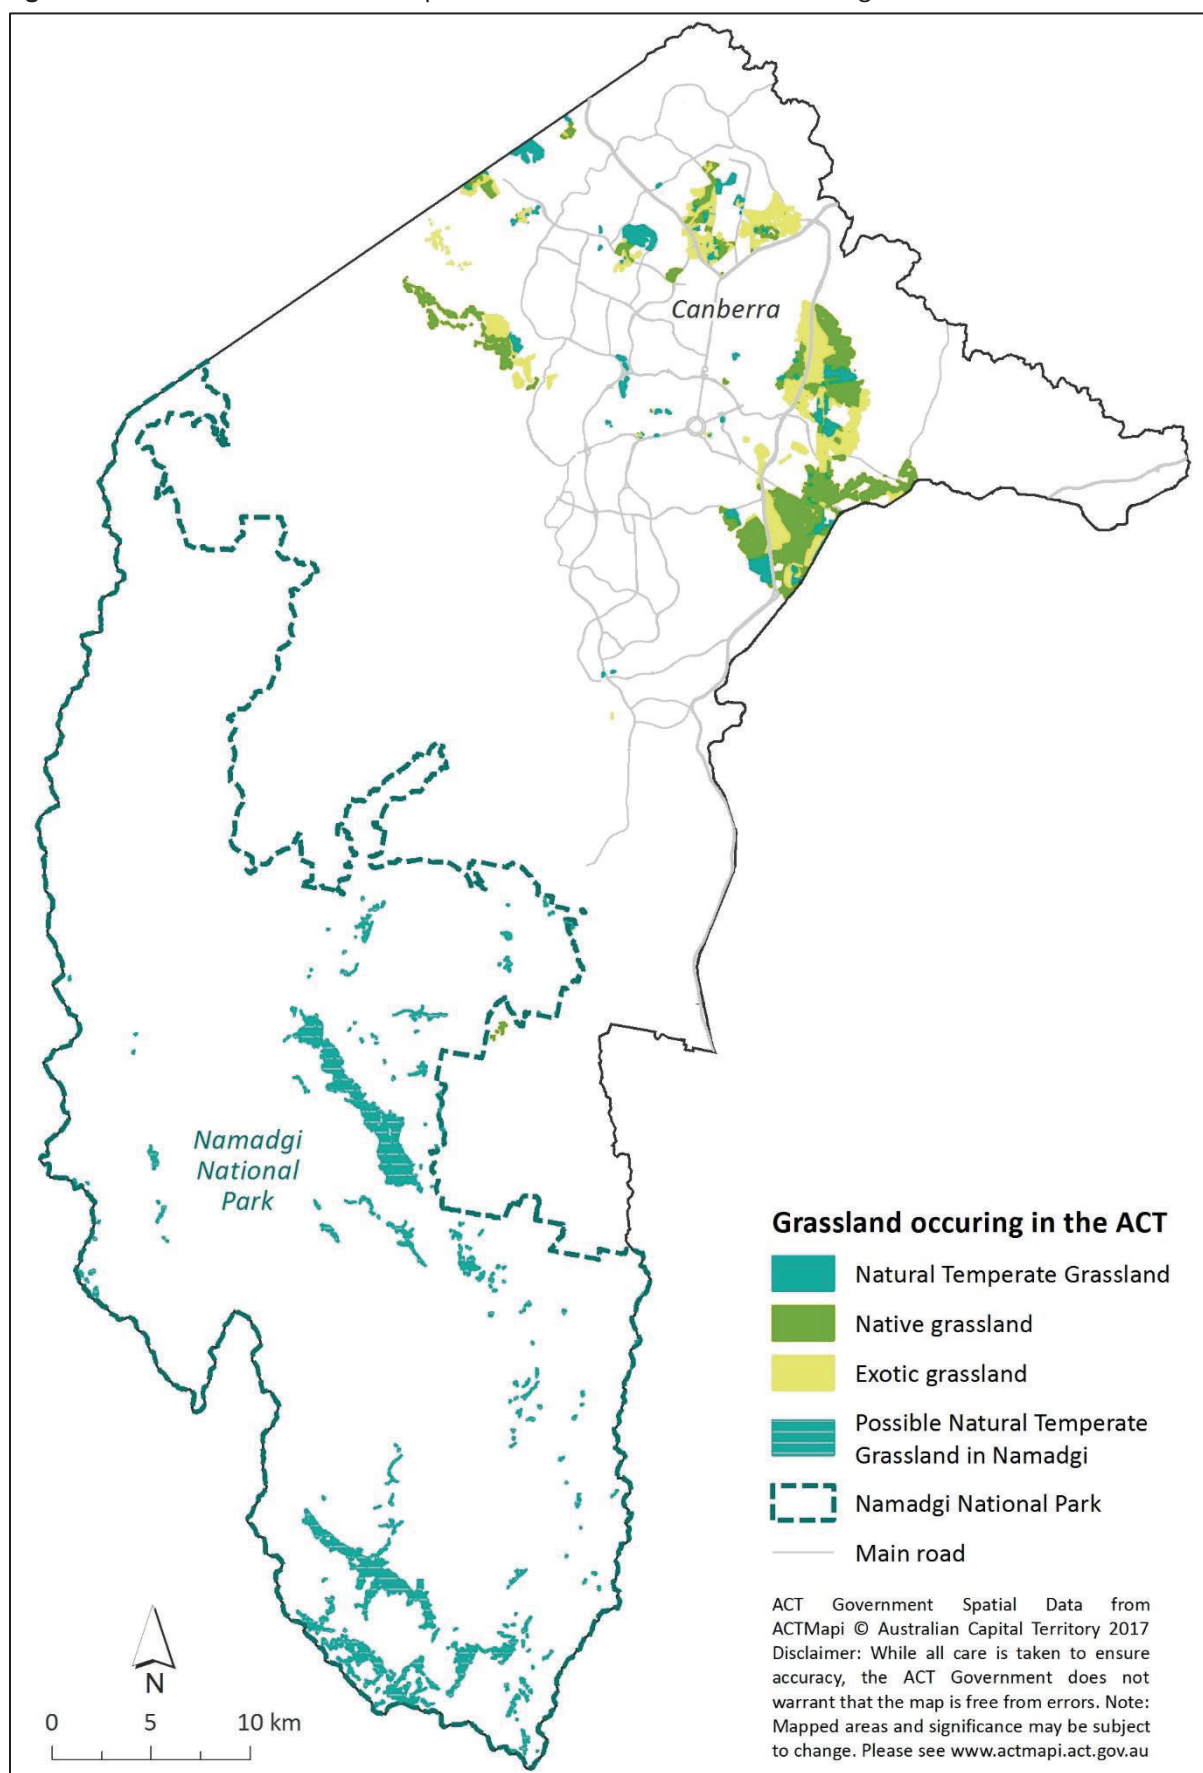 Canberra
Namadgi
National
Park
Grassland occuring in the ACT
Natural Temperate Grassland
Native grassland
Exotic grassland
Possible Natural Temperate
Grassland in Namadgi
Namadgi National Park
Main road
ACT Government Spatial Data from
ACTMapi © Australian Capital Territory 2017
Disclaimer: While all care is taken to ensure
accuracy, the ACT Government does not
warrant that the map is free from errors. Note:
Mapped areas and significance may be subject
to change. Please see www.actmapi.act.gov.au
N
0 5 10 km